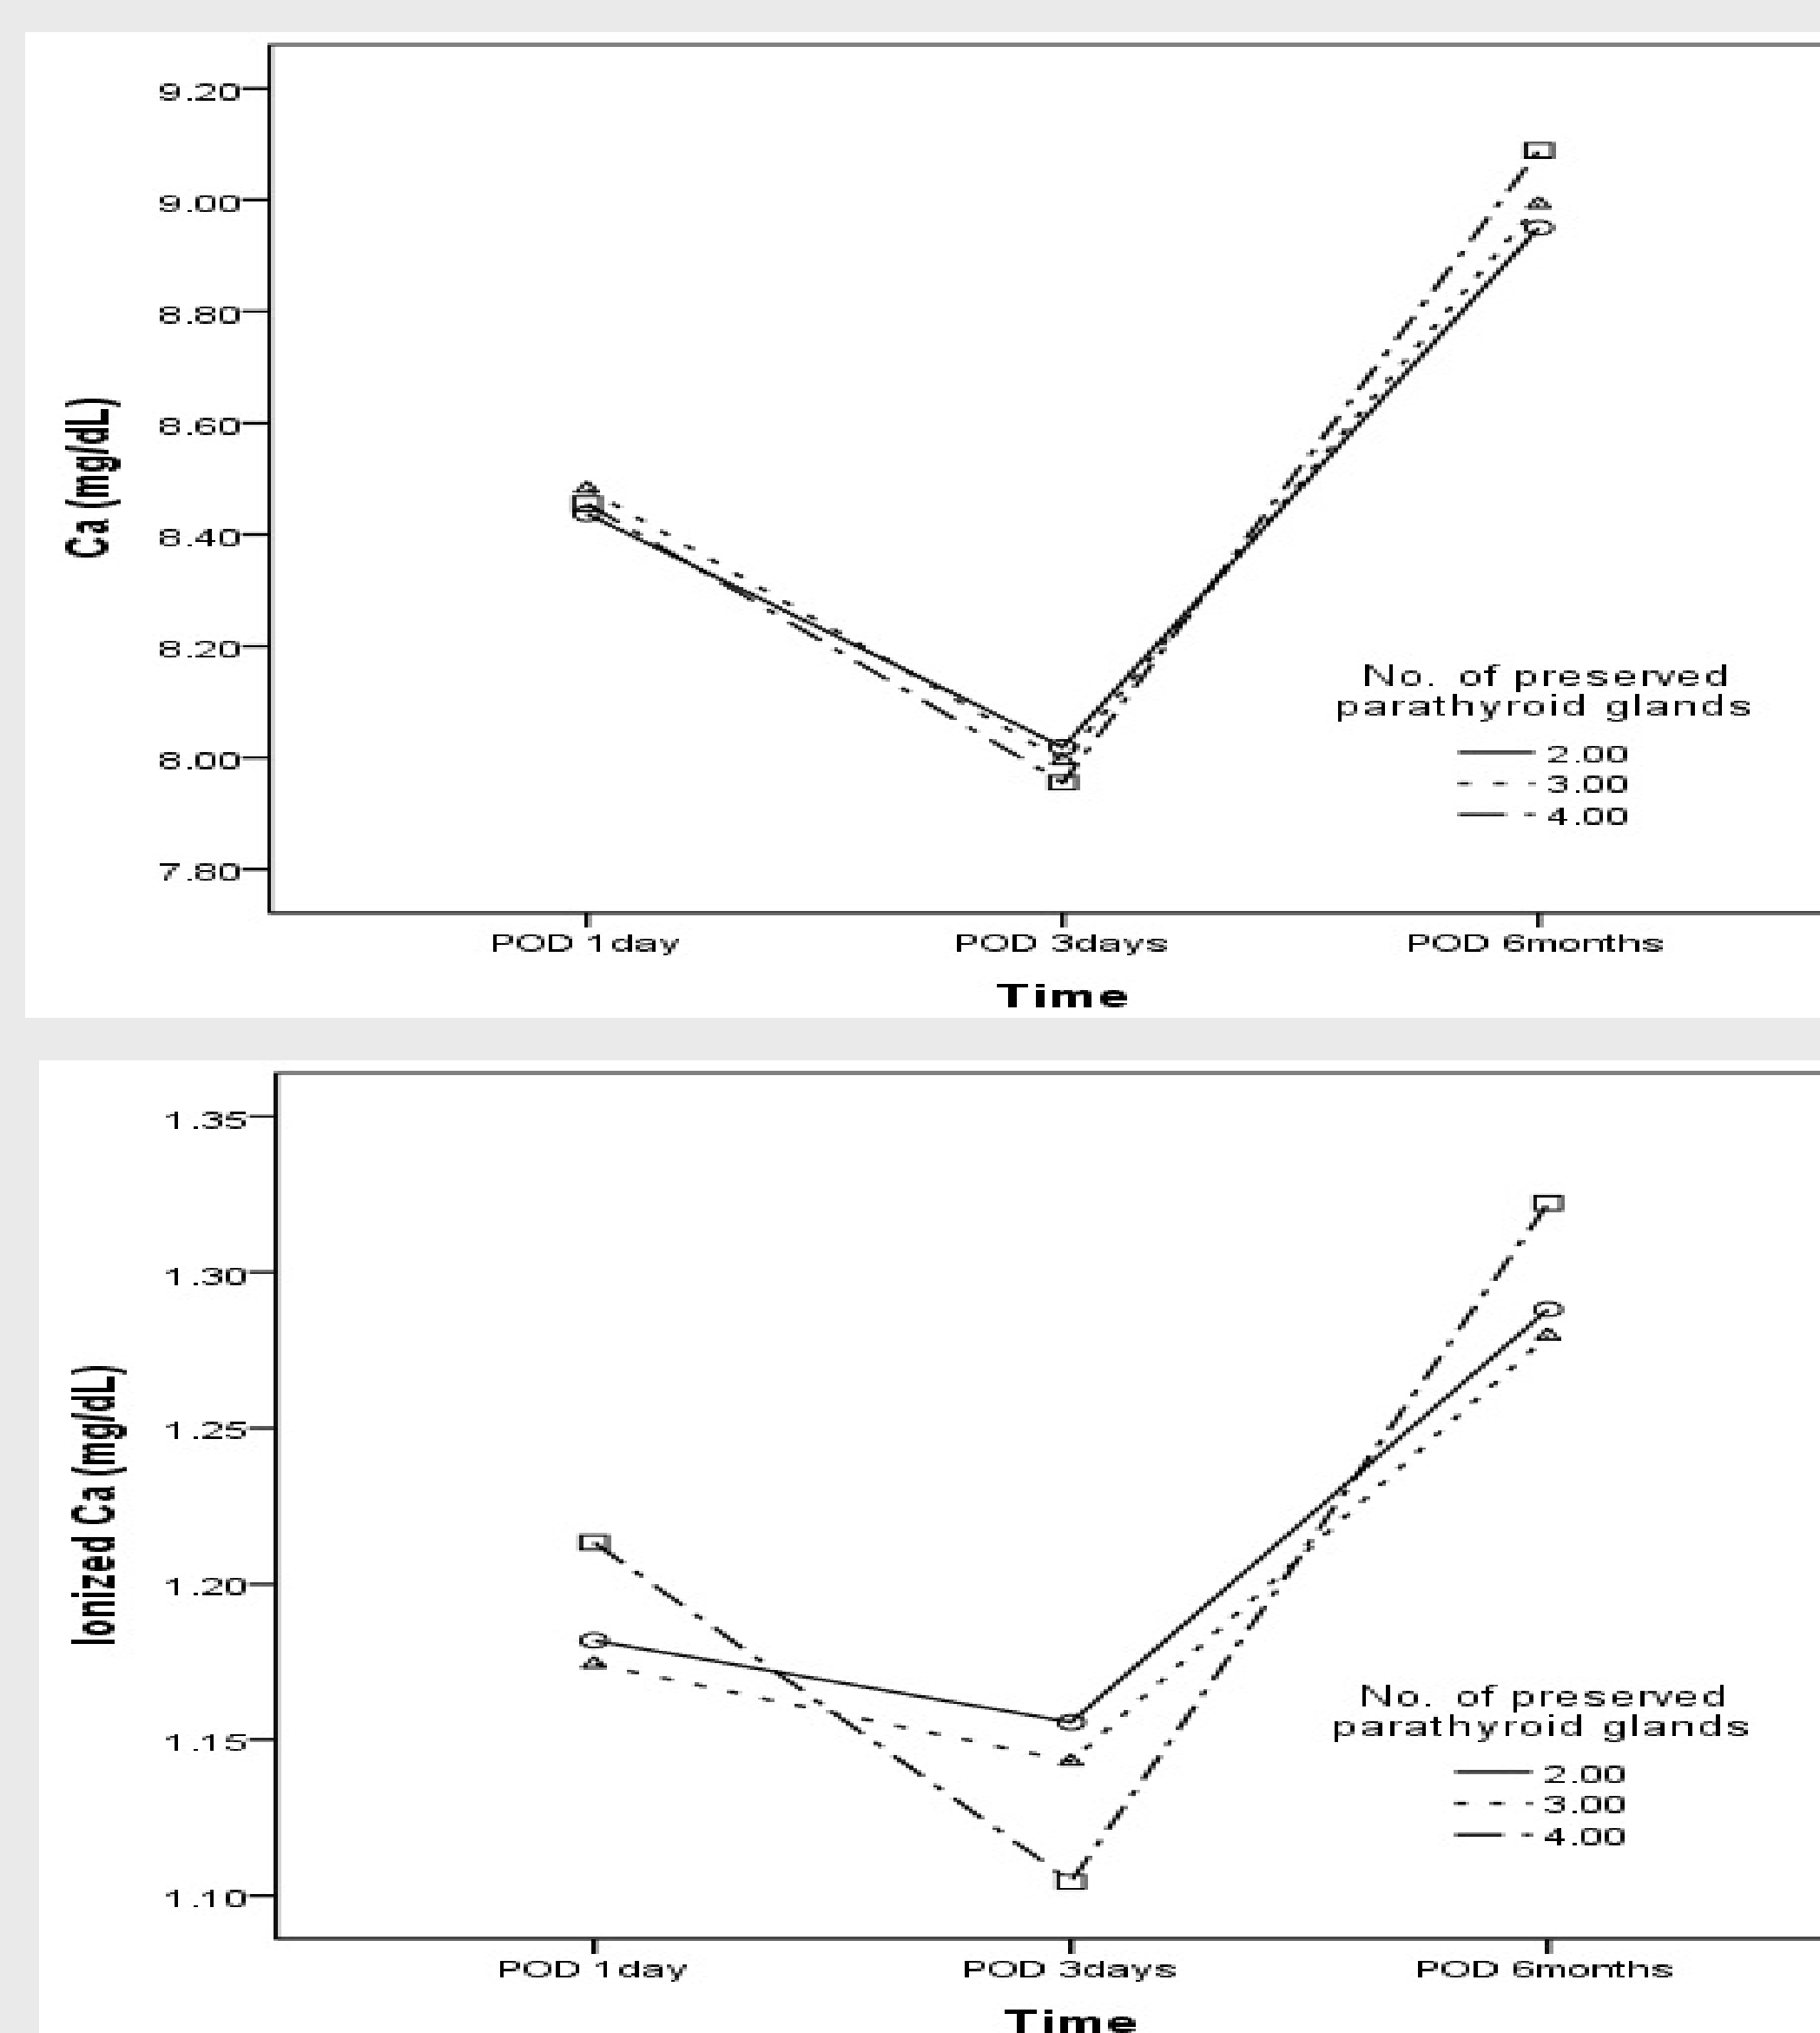 9.20
9.00
8.80
8.60
8.40
8.20
8.00
7.80
Ca (mg/dL)
No. of preserved
parathyroid glands
2.00
3.00
4.00
POD 1day POD 3days POD 6months
Time
1.35
1.30
1.25
1.20
1.15
1.10
Ionized Ca (mg/dL)
No. of preserved
parathyroid glands
2.00
3.00
4.00
POD 1day POD 3days POD 6months
Time